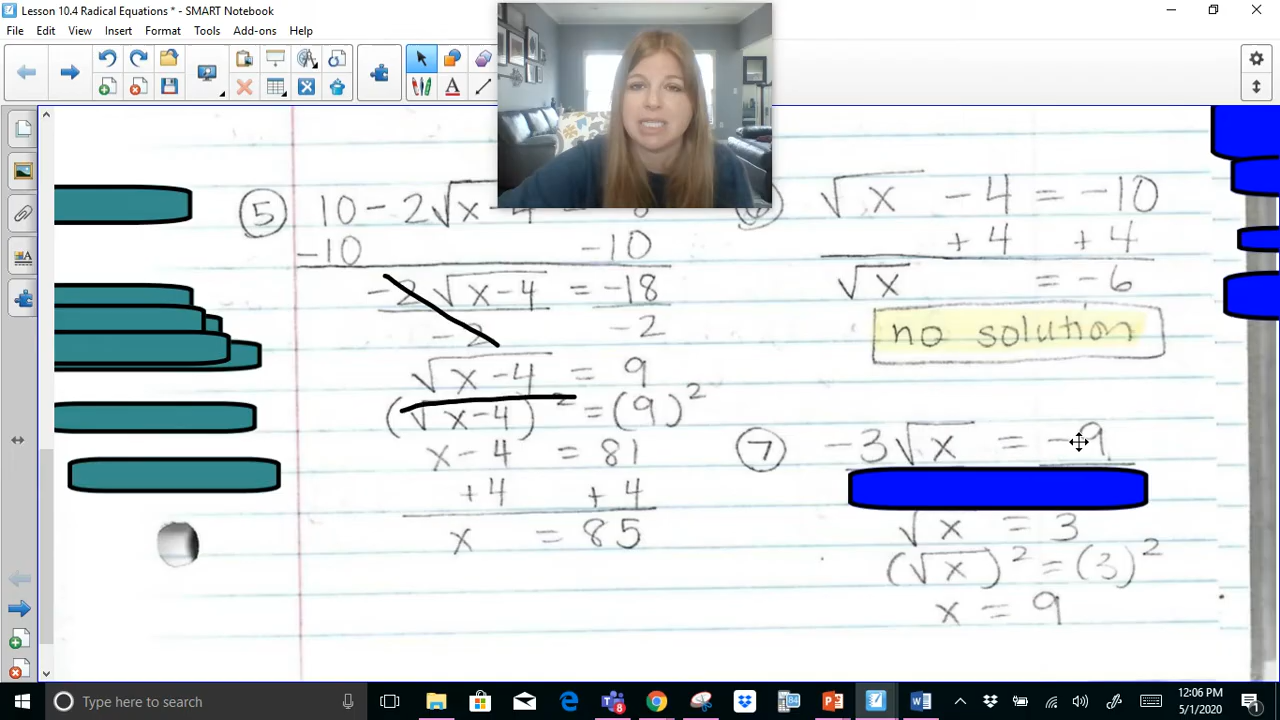 Lesson 10.4 Radical Equations * - SMART Notebook
File Edit View Insert Format Tools Add-ons Help
⑤ 10 - 2√x
-10 -10
-2√x-4 = -18
-2 -2
√x-4 = 9
(√x-4)² = (9)²
x-4 = 81
+4 +4
x = 85
√x - 4 = -10
+4 +4
√x = -6
no solution
⑦ -3√x = -9
√x = 3
(√x)² = (3)²
x = 9
Type here to search
12:06 PM
5/1/2020